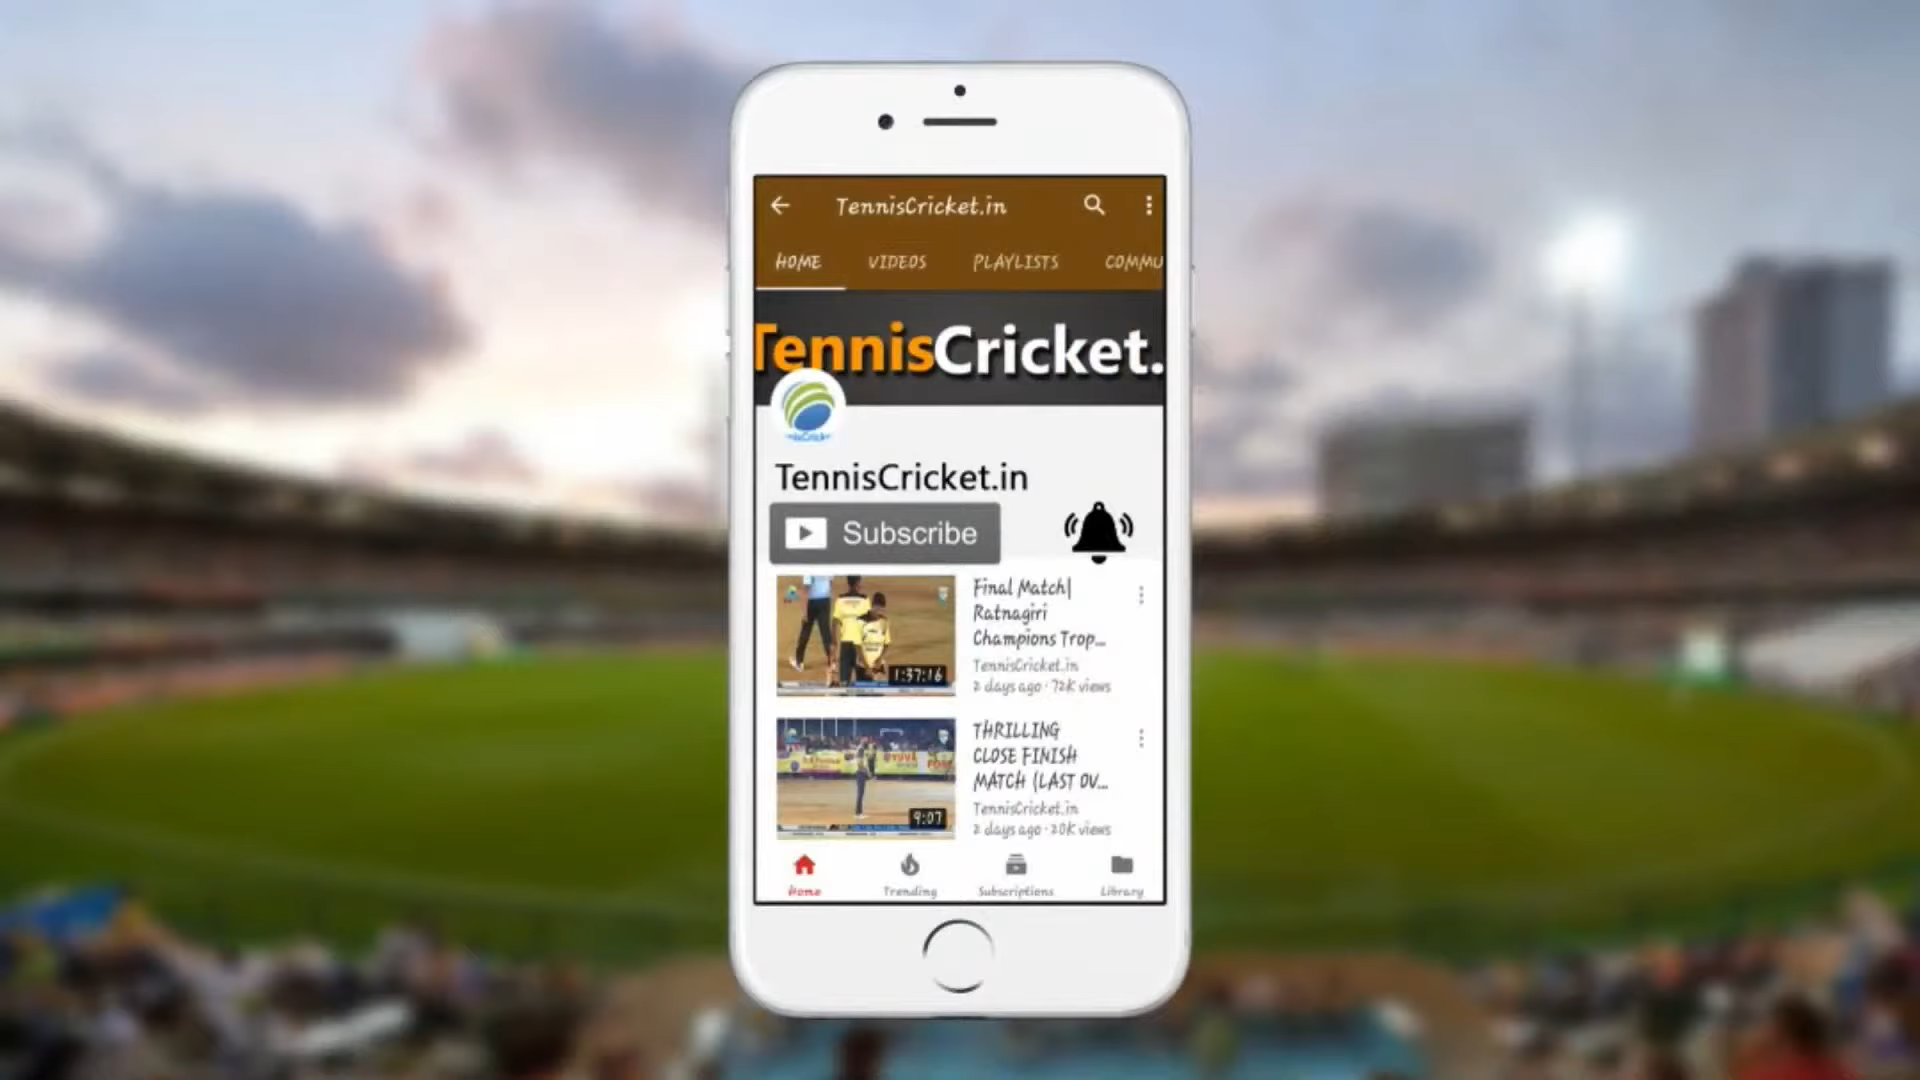 TennisCricket.in
HOME VIDEOS PLAYLISTS COMMU
TennisCricket.
TennisCricket.in
Subscribe
Final Match|
Ratnagiri
Champions Trop...
TennisCricket.in
2 days ago · 72K views
1:37:16
THRILLING
CLOSE FINISH
MATCH (LAST OV...
TennisCricket.in
2 days ago · 20K views
9:07
Home Trending Subscriptions Library